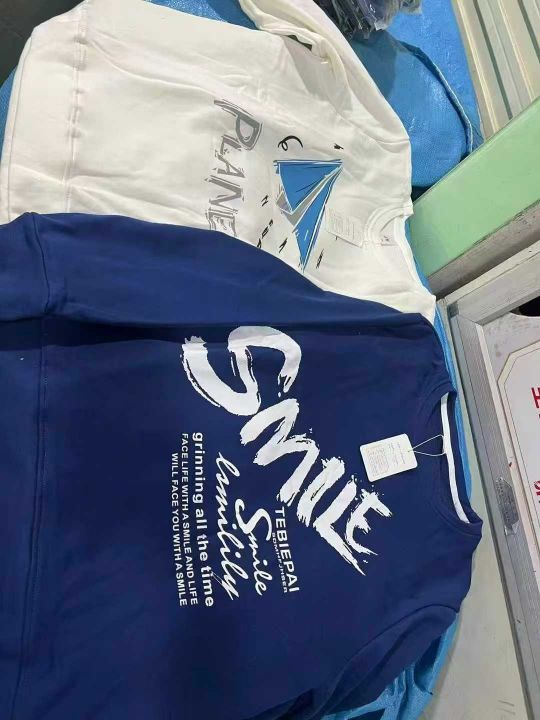 PLANE
SMILE
TEBIEPAI
Smile
lsmilily
grinning all the time
FACE LIFE WITH A SMILE AND LIFE
WILL FACE YOU WITH A SMILE